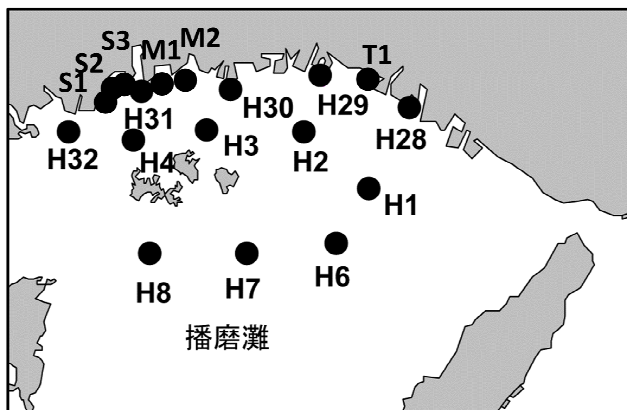 S3 M1 M2
S2 T1
S1
H29
H30 H28
H31
H32 H4 H3 H2
H1
H8 H7 H6
播磨灘